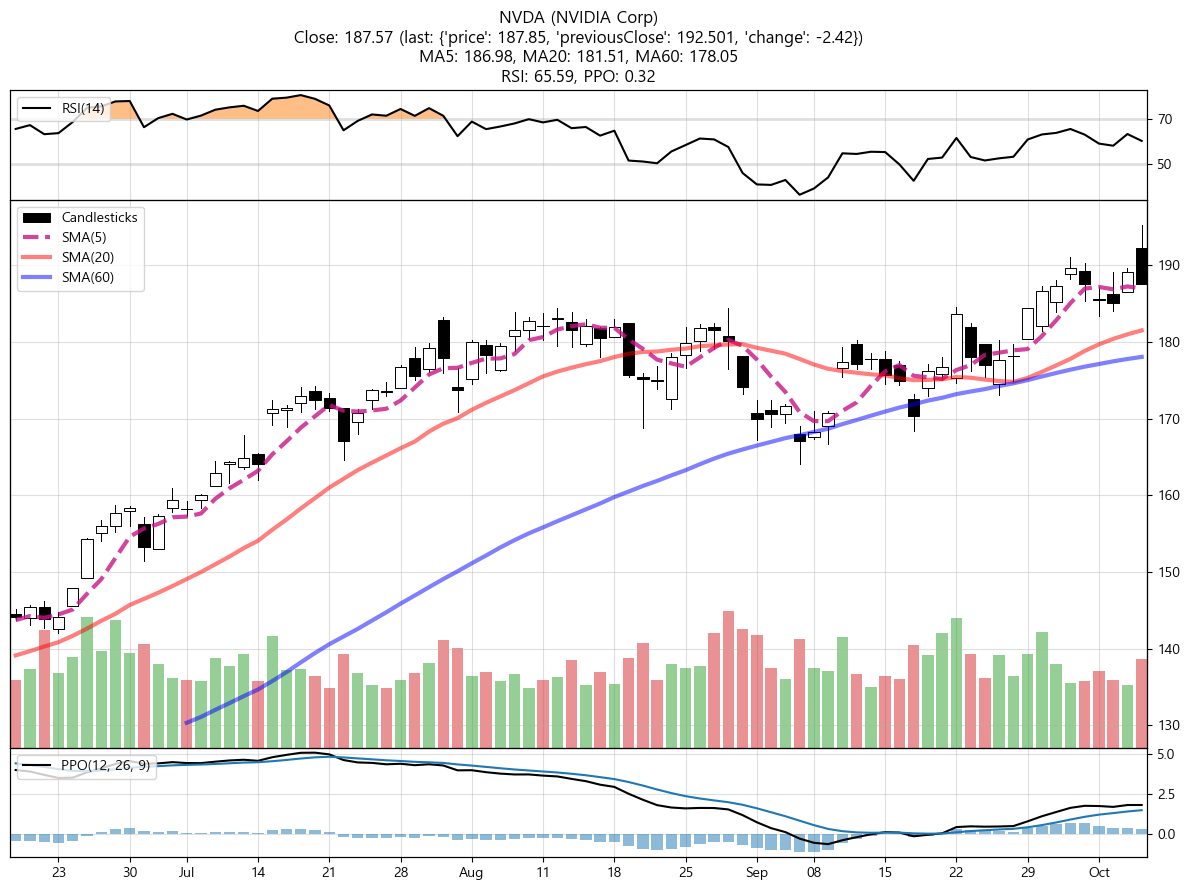 NVDA (NVIDIA Corp)
Close: 187.57 (last: {'price': 187.85, 'previousClose': 192.501, 'change': -2.42})
MA5: 186.98, MA20: 181.51, MA60: 178.05
RSI: 65.59, PPO: 0.32
RSI(14)
70
50
Candlesticks
SMA(5)
SMA(20)
SMA(60)
190
180
170
160
150
140
130
PPO(12, 26, 9)
5.0
2.5
0.0
23 30 Jul 14 21 28 Aug 11 18 25 Sep 08 15 22 29 Oct